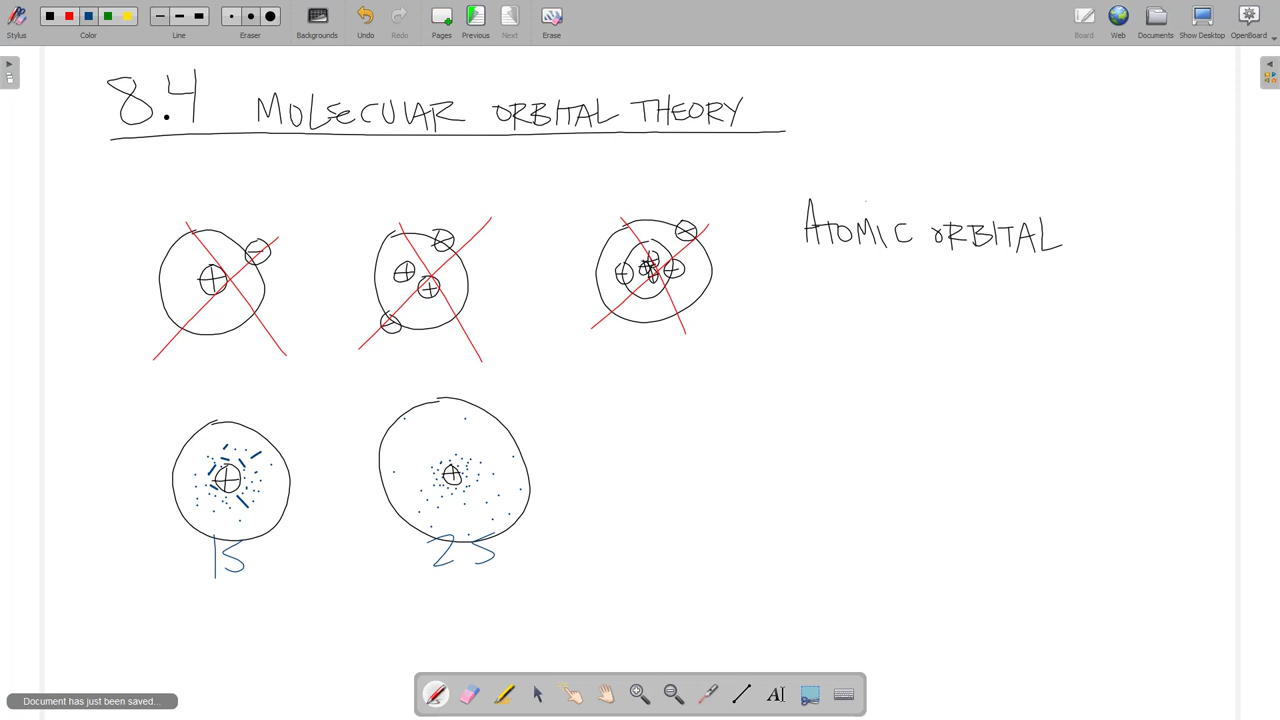 Stylus
Color
Line
Eraser
Backgrounds
Undo
Redo
Pages
Previous
Next
Erase
Board
Web
Documents
Show Desktop
OpenBoard
8.4 MOLeCULAR ORBITAL THEORY
ATOMIC ORBITAL
1S
2S
Document has just been saved...